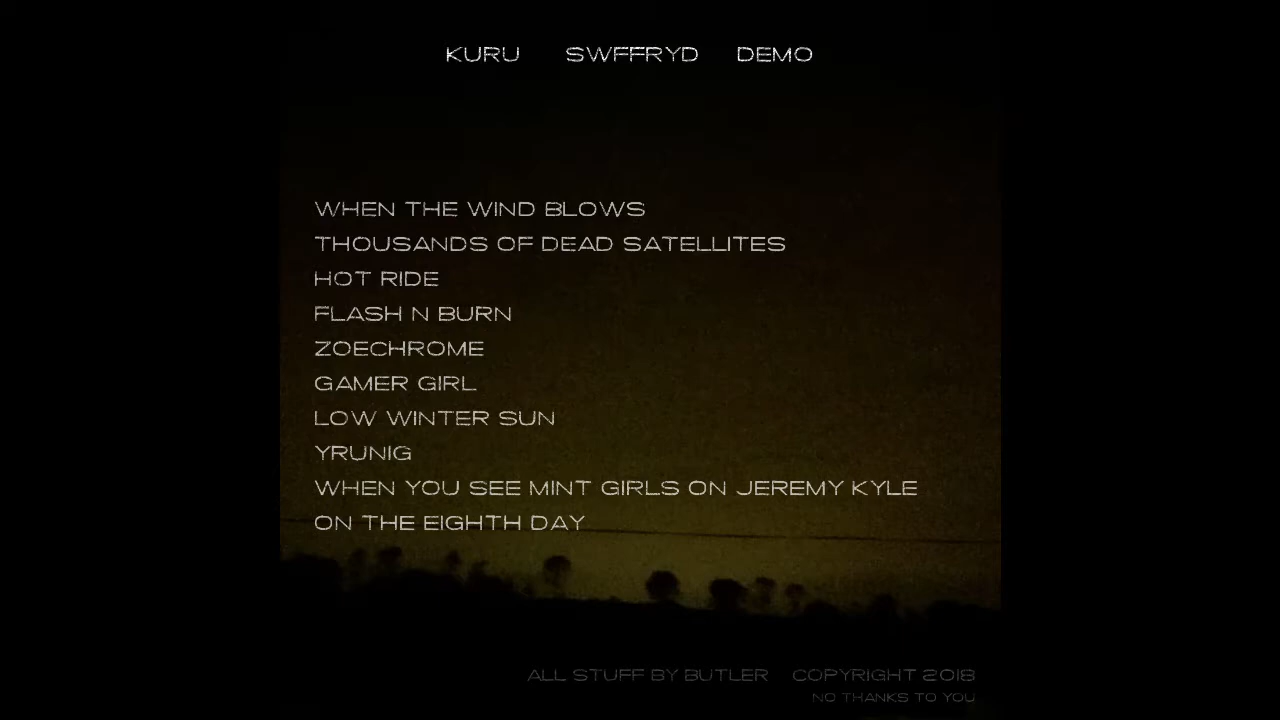 KURU SWFFRYD DEMO
WHEN THE WIND BLOWS
THOUSANDS OF DEAD SATELLITES
HOT RIDE
FLASH N BURN
ZOECHROME
GAMER GIRL
LOW WINTER SUN
YRUNIG
WHEN YOU SEE MINT GIRLS ON JEREMY KYLE
ON THE EIGHTH DAY
ALL STUFF BY BUTLER COPYRIGHT 2018
NO THANKS TO YOU